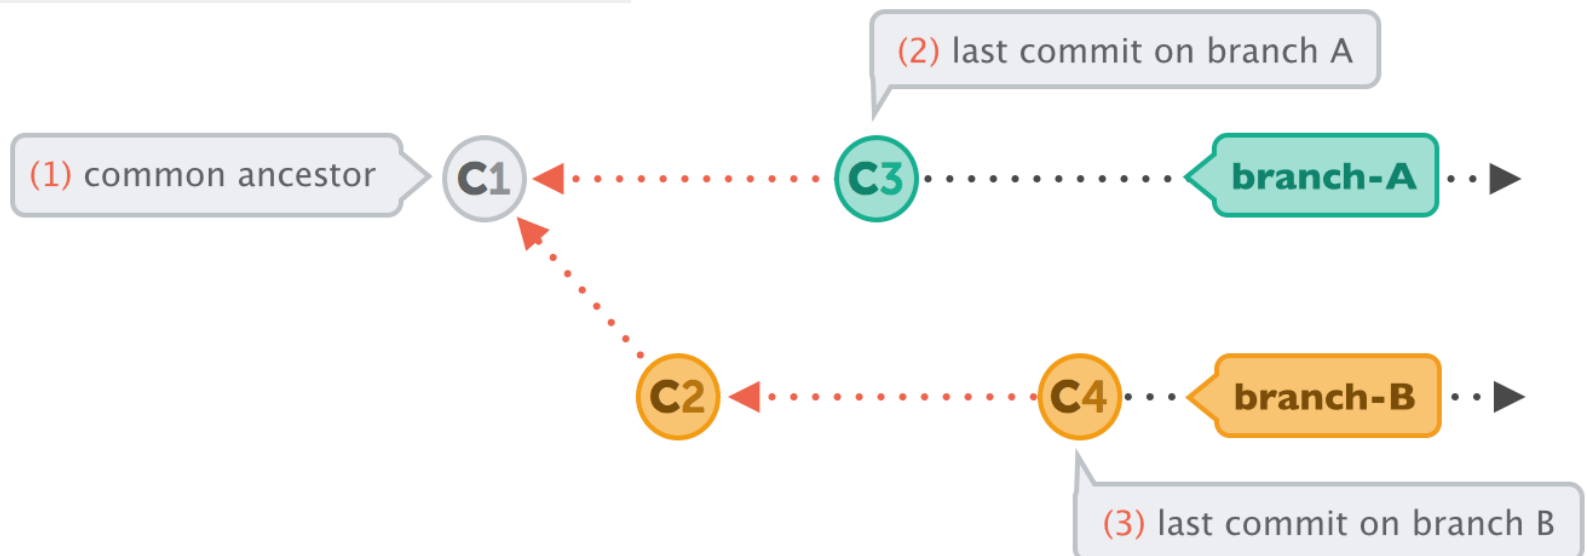 (2) last commit on branch A
(1) common ancestor
C1
C3
branch-A
C2
C4
branch-B
(3) last commit on branch B